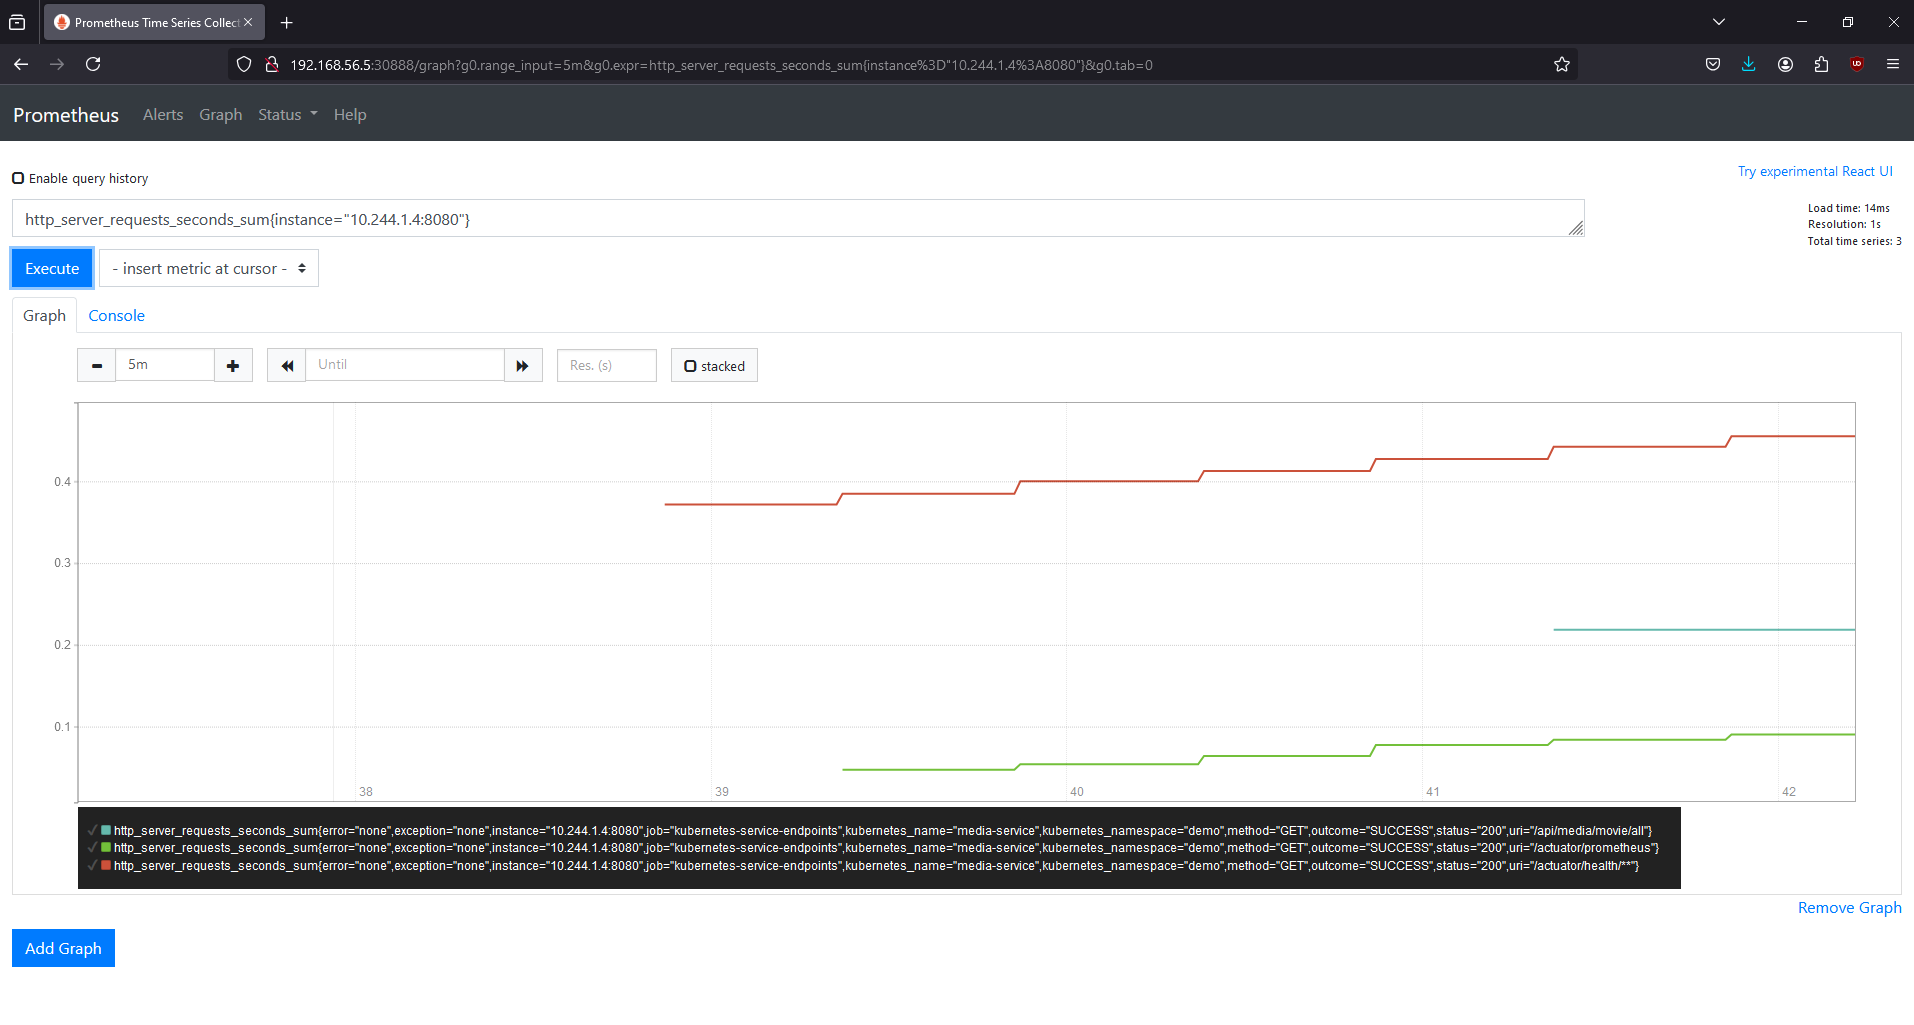 Prometheus Time Series Collect
192.168.56.5:30888/graph?g0.range_input=5m&g0.expr=http_server_requests_seconds_sum{instance%3D"10.244.1.4%3A8080"}&g0.tab=0
Prometheus Alerts Graph Status Help
Enable query history
Try experimental React UI
http_server_requests_seconds_sum{instance="10.244.1.4:8080"}
Load time: 14ms
Resolution: 1s
Total time series: 3
Execute - insert metric at cursor -
Graph Console
5m Until Res. (s) stacked
0.4
0.3
0.2
0.1
38 39 40 41 42
http_server_requests_seconds_sum{error="none",exception="none",instance="10.244.1.4:8080",job="kubernetes-service-endpoints",kubernetes_name="media-service",kubernetes_namespace="demo",method="GET",outcome="SUCCESS",status="200",uri="/api/media/movie/all"}
http_server_requests_seconds_sum{error="none",exception="none",instance="10.244.1.4:8080",job="kubernetes-service-endpoints",kubernetes_name="media-service",kubernetes_namespace="demo",method="GET",outcome="SUCCESS",status="200",uri="/actuator/prometheus"}
http_server_requests_seconds_sum{error="none",exception="none",instance="10.244.1.4:8080",job="kubernetes-service-endpoints",kubernetes_name="media-service",kubernetes_namespace="demo",method="GET",outcome="SUCCESS",status="200",uri="/actuator/health/**"}
Remove Graph
Add Graph